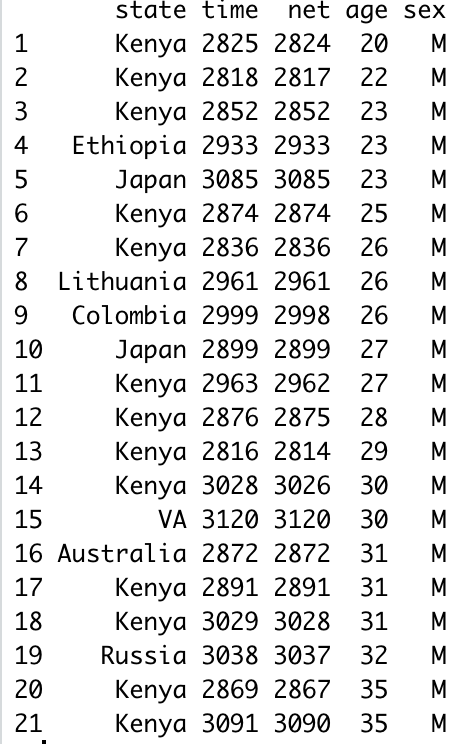 state time net age sex
1 Kenya 2825 2824 20 M
2 Kenya 2818 2817 22 M
3 Kenya 2852 2852 23 M
4 Ethiopia 2933 2933 23 M
5 Japan 3085 3085 23 M
6 Kenya 2874 2874 25 M
7 Kenya 2836 2836 26 M
8 Lithuania 2961 2961 26 M
9 Colombia 2999 2998 26 M
10 Japan 2899 2899 27 M
11 Kenya 2963 2962 27 M
12 Kenya 2876 2875 28 M
13 Kenya 2816 2814 29 M
14 Kenya 3028 3026 30 M
15 VA 3120 3120 30 M
16 Australia 2872 2872 31 M
17 Kenya 2891 2891 31 M
18 Kenya 3029 3028 31 M
19 Russia 3038 3037 32 M
20 Kenya 2869 2867 35 M
21 Kenya 3091 3090 35 M